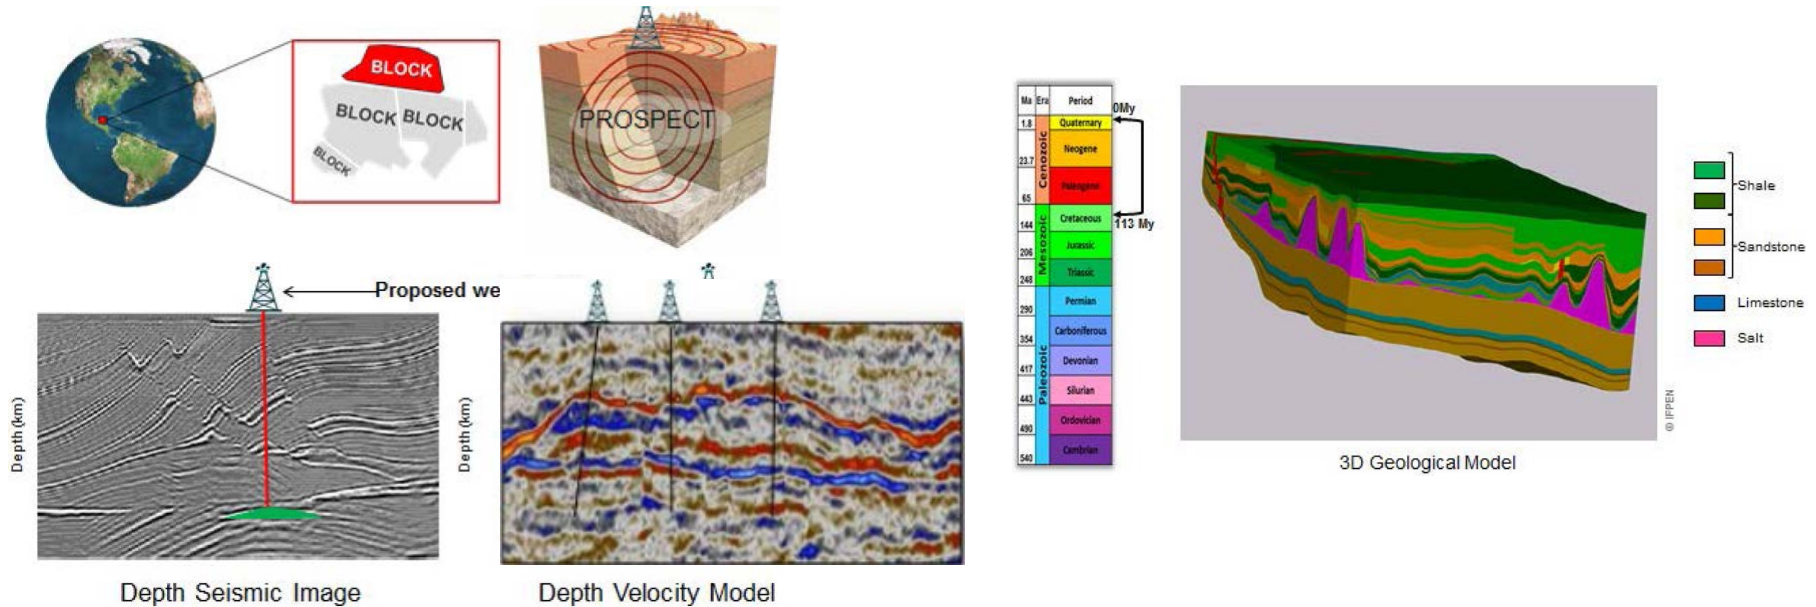 BLOCK
BLOCK
BLOCK
BLOCK
PROSPECT
Proposed we
Depth (km)
Depth Seismic Image
Depth (km)
Depth Velocity Model
Ma Era Period
0My
1.8 Quaternary
Neogene
23.7
Cenozoic
Paleogene
65
Cretaceous
144
113 My
Jurassic
206
Mesozoic
Triassic
248
Permian
290
Carboniferous
354
Devonian
417
Paleozoic
Silurian
443
Ordovician
490
Cambrian
540
3D Geological Model
© IFPEN
Shale
Sandstone
Limestone
Salt